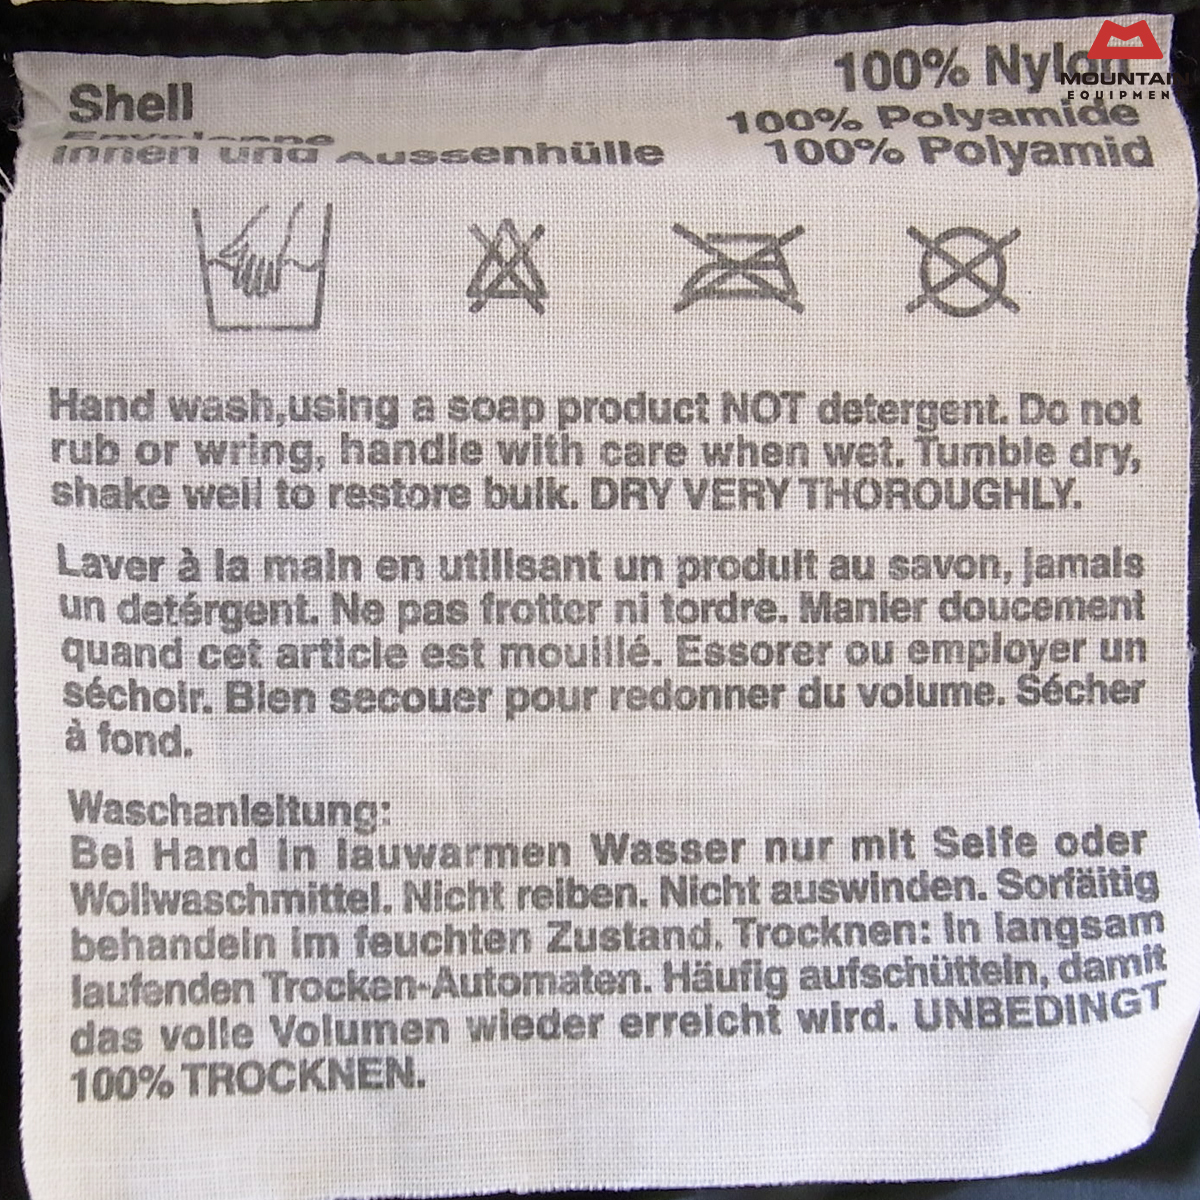 MOUNTAIN
EQUIPMEN
Shell 100% Nylon
Enveloppe 100% Polyamide
Innen und Aussenhülle 100% Polyamid
Hand wash,using a soap product NOT detergent. Do not
rub or wring, handle with care when wet. Tumble dry,
shake well to restore bulk. DRY VERY THOROUGHLY.
Laver à la main en utilisant un produit au savon, jamais
un detérgent. Ne pas frotter ni tordre. Manier doucement
quand cet article est mouillé. Essorer ou employer un
séchoir. Bien secouer pour redonner du volume. Sécher
à fond.
Waschanleitung:
Bei Hand in lauwarmen Wasser nur mit Seife oder
Wollwaschmittel. Nicht reiben. Nicht auswinden. Sorfältig
behandeln im feuchten Zustand. Trocknen: In langsam
laufenden Trocken-Automaten. Häufig aufschütteln, damit
das volle Volumen wieder erreicht wird. UNBEDINGT
100% TROCKNEN.